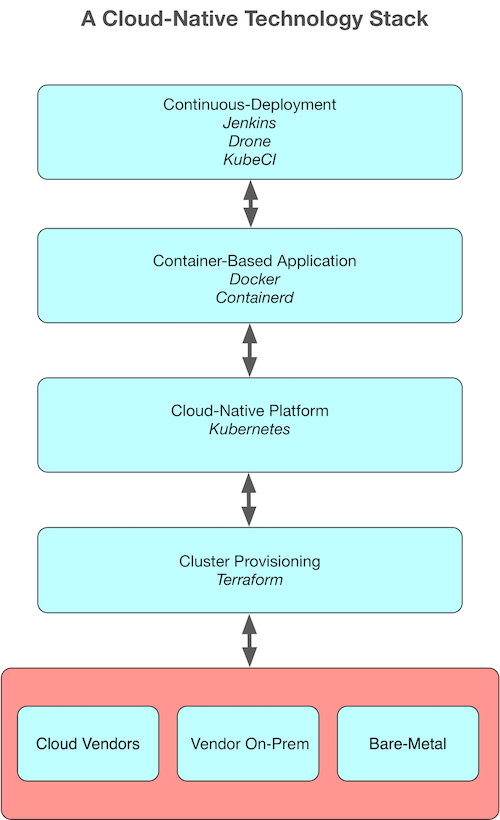 A Cloud-Native Technology Stack
Continuous-Deployment
Jenkins
Drone
KubeCI
Container-Based Application
Docker
Containerd
Cloud-Native Platform
Kubernetes
Cluster Provisioning
Terraform
Cloud Vendors
Vendor On-Prem
Bare-Metal